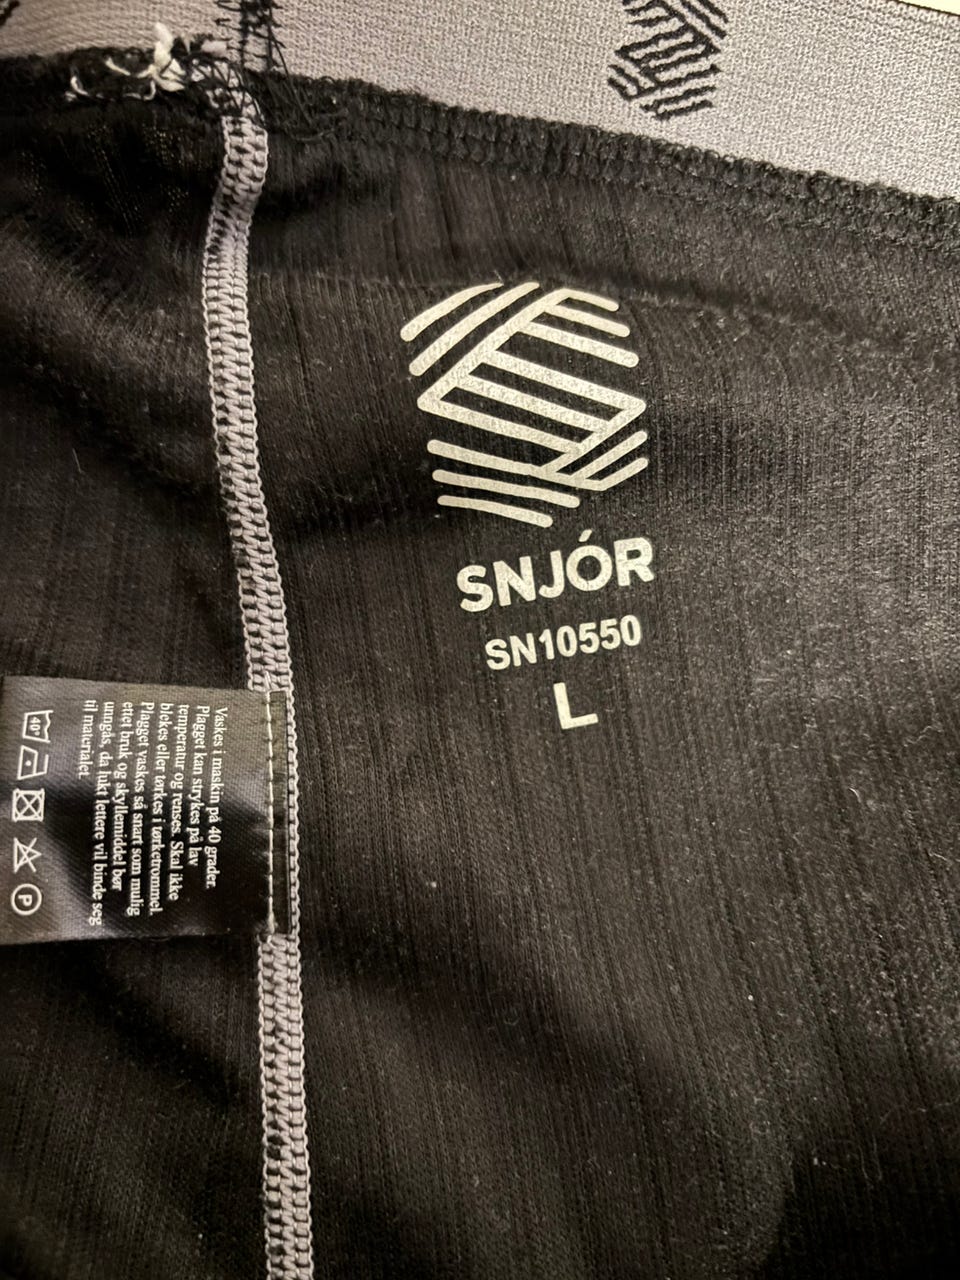 SNJÓR
SN10550
L
Vaskes i maskin på 40 grader.
Plagget kan strykes på lav
temperatur og renses. Skal ikke
blekes eller tørkes i tørketrommel.
Plagget vaskes så snart som mulig
ettet bruk og skyllemiddel bør
unngås, da lukt lettere vil binde seg
til materialet.
40°
P